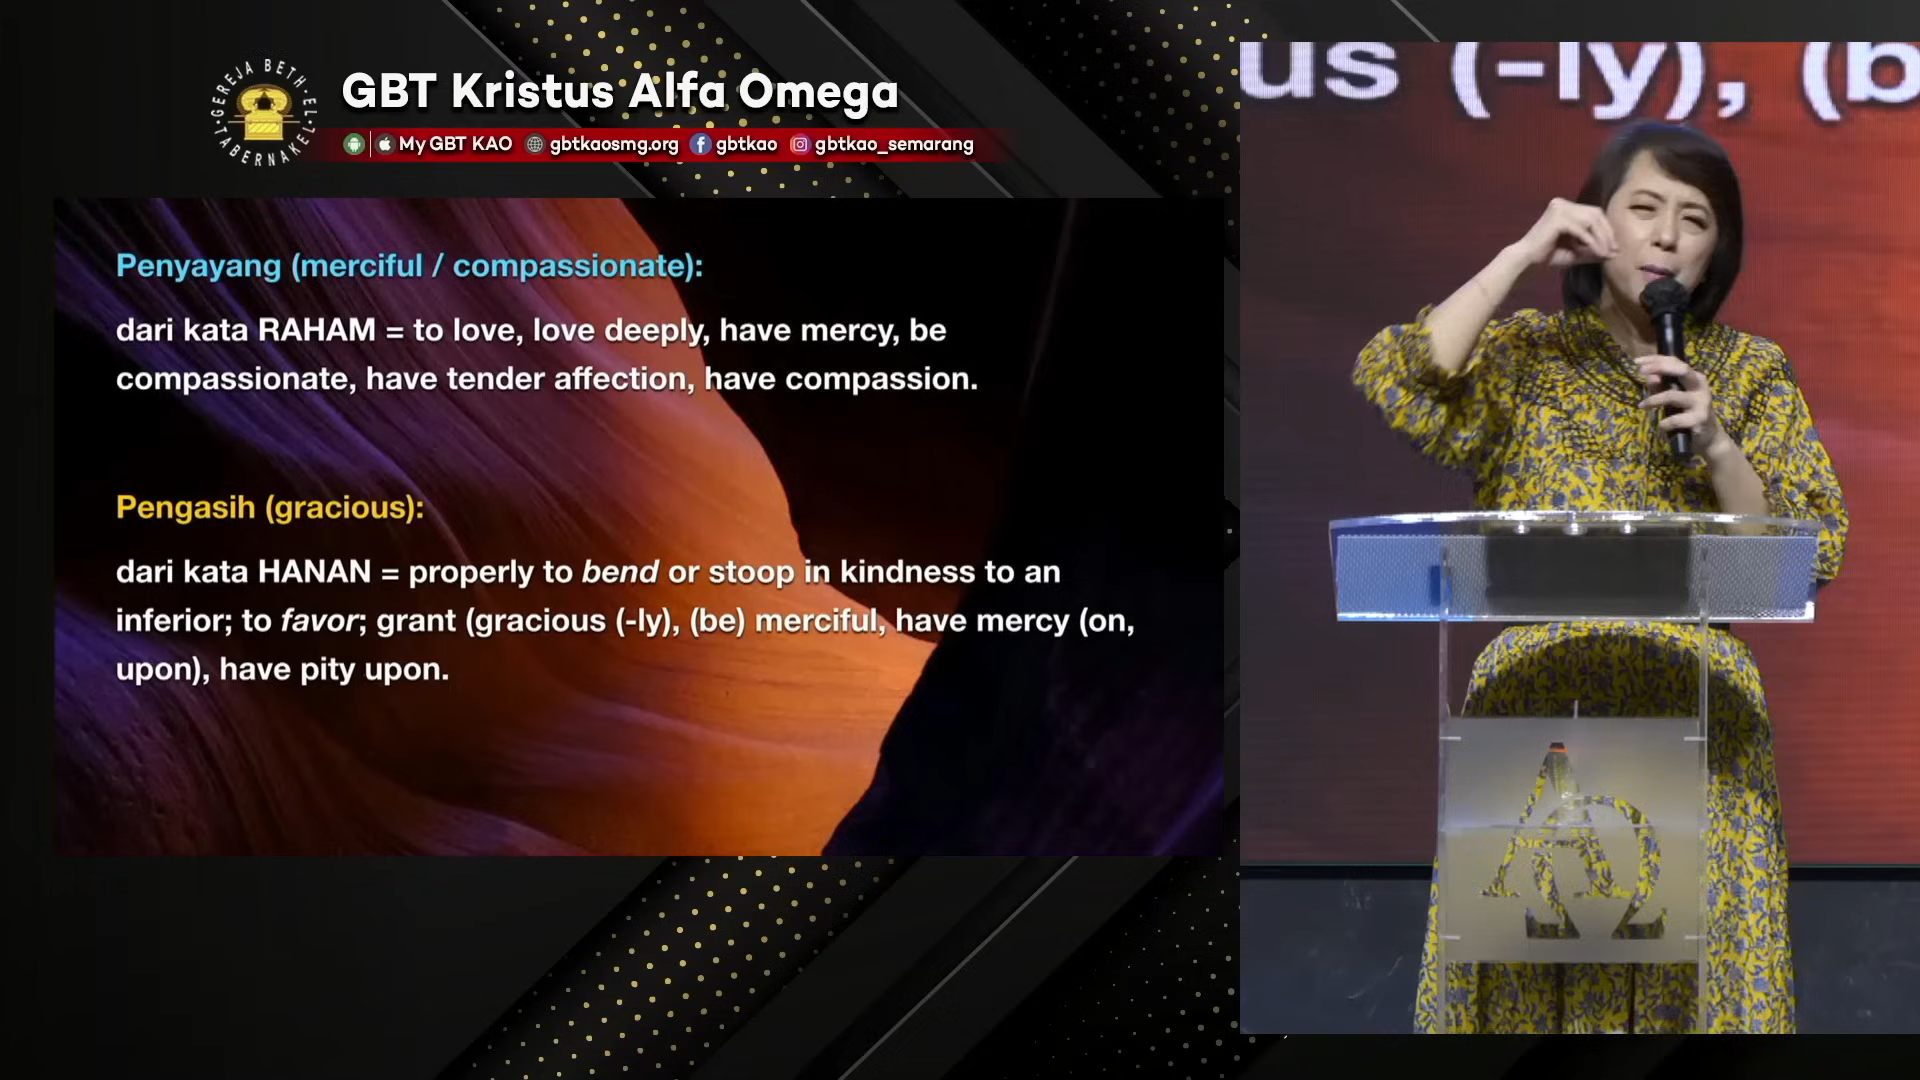 GEREJA BETH-EL
TABERNAKEL
GBT Kristus Alfa Omega
My GBT KAO gbtkaosmg.org gbtkao gbtkao_semarang
us (-ly), (b
Penyayang (merciful / compassionate):
dari kata RAHAM = to love, love deeply, have mercy, be
compassionate, have tender affection, have compassion.
Pengasih (gracious):
dari kata HANAN = properly to bend or stoop in kindness to an
inferior; to favor; grant (gracious (-ly), (be) merciful, have mercy (on,
upon), have pity upon.
ΑΩ